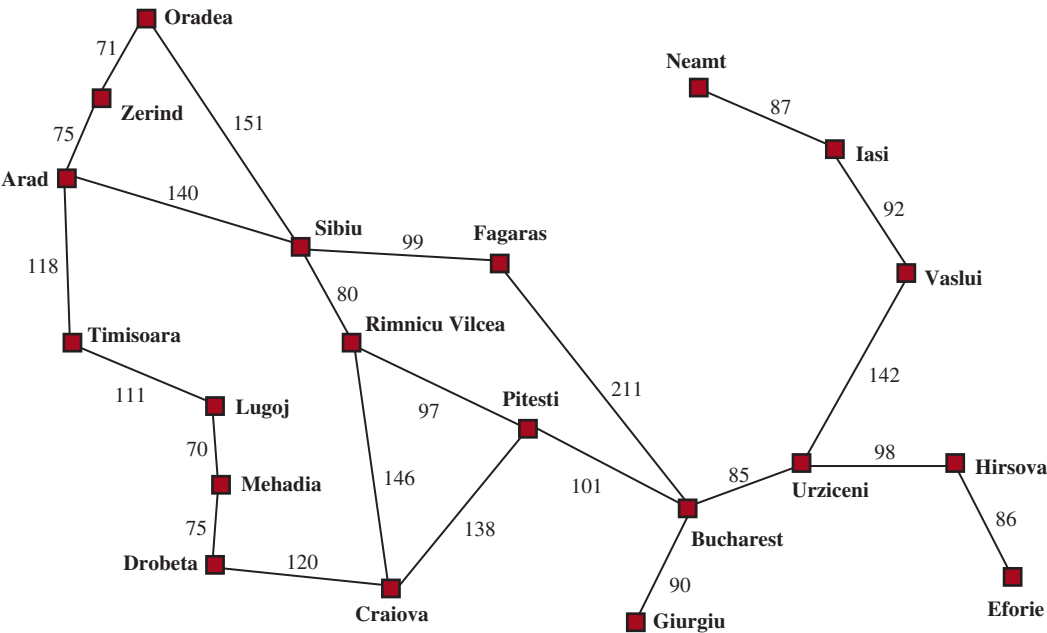 Oradea
71
Neamt
87
Zerind
151
75
Iasi
Arad
140
92
Sibiu
99
Fagaras
118
Vaslui
80
Rimnicu Vilcea
Timisoara
142
111
211
97
Pitesti
Lugoj
70
98
Hirsova
85
Mehadia
146
101
Urziceni
86
75
138
Bucharest
Drobeta
120
90
Craiova
Giurgiu
Eforie